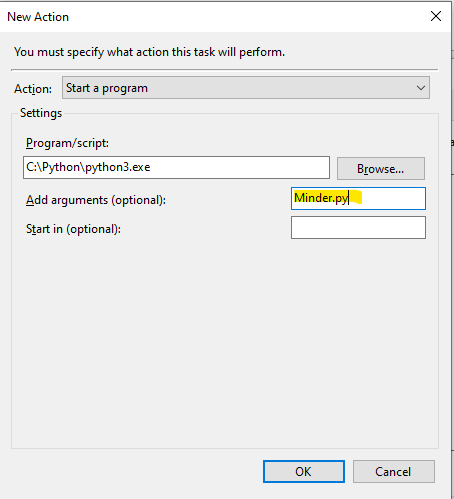 New Action
You must specify what action this task will perform.
Action: Start a program
Settings
Program/script:
C:\Python\python3.exe Browse...
Add arguments (optional): Minder.py
Start in (optional):
OK Cancel